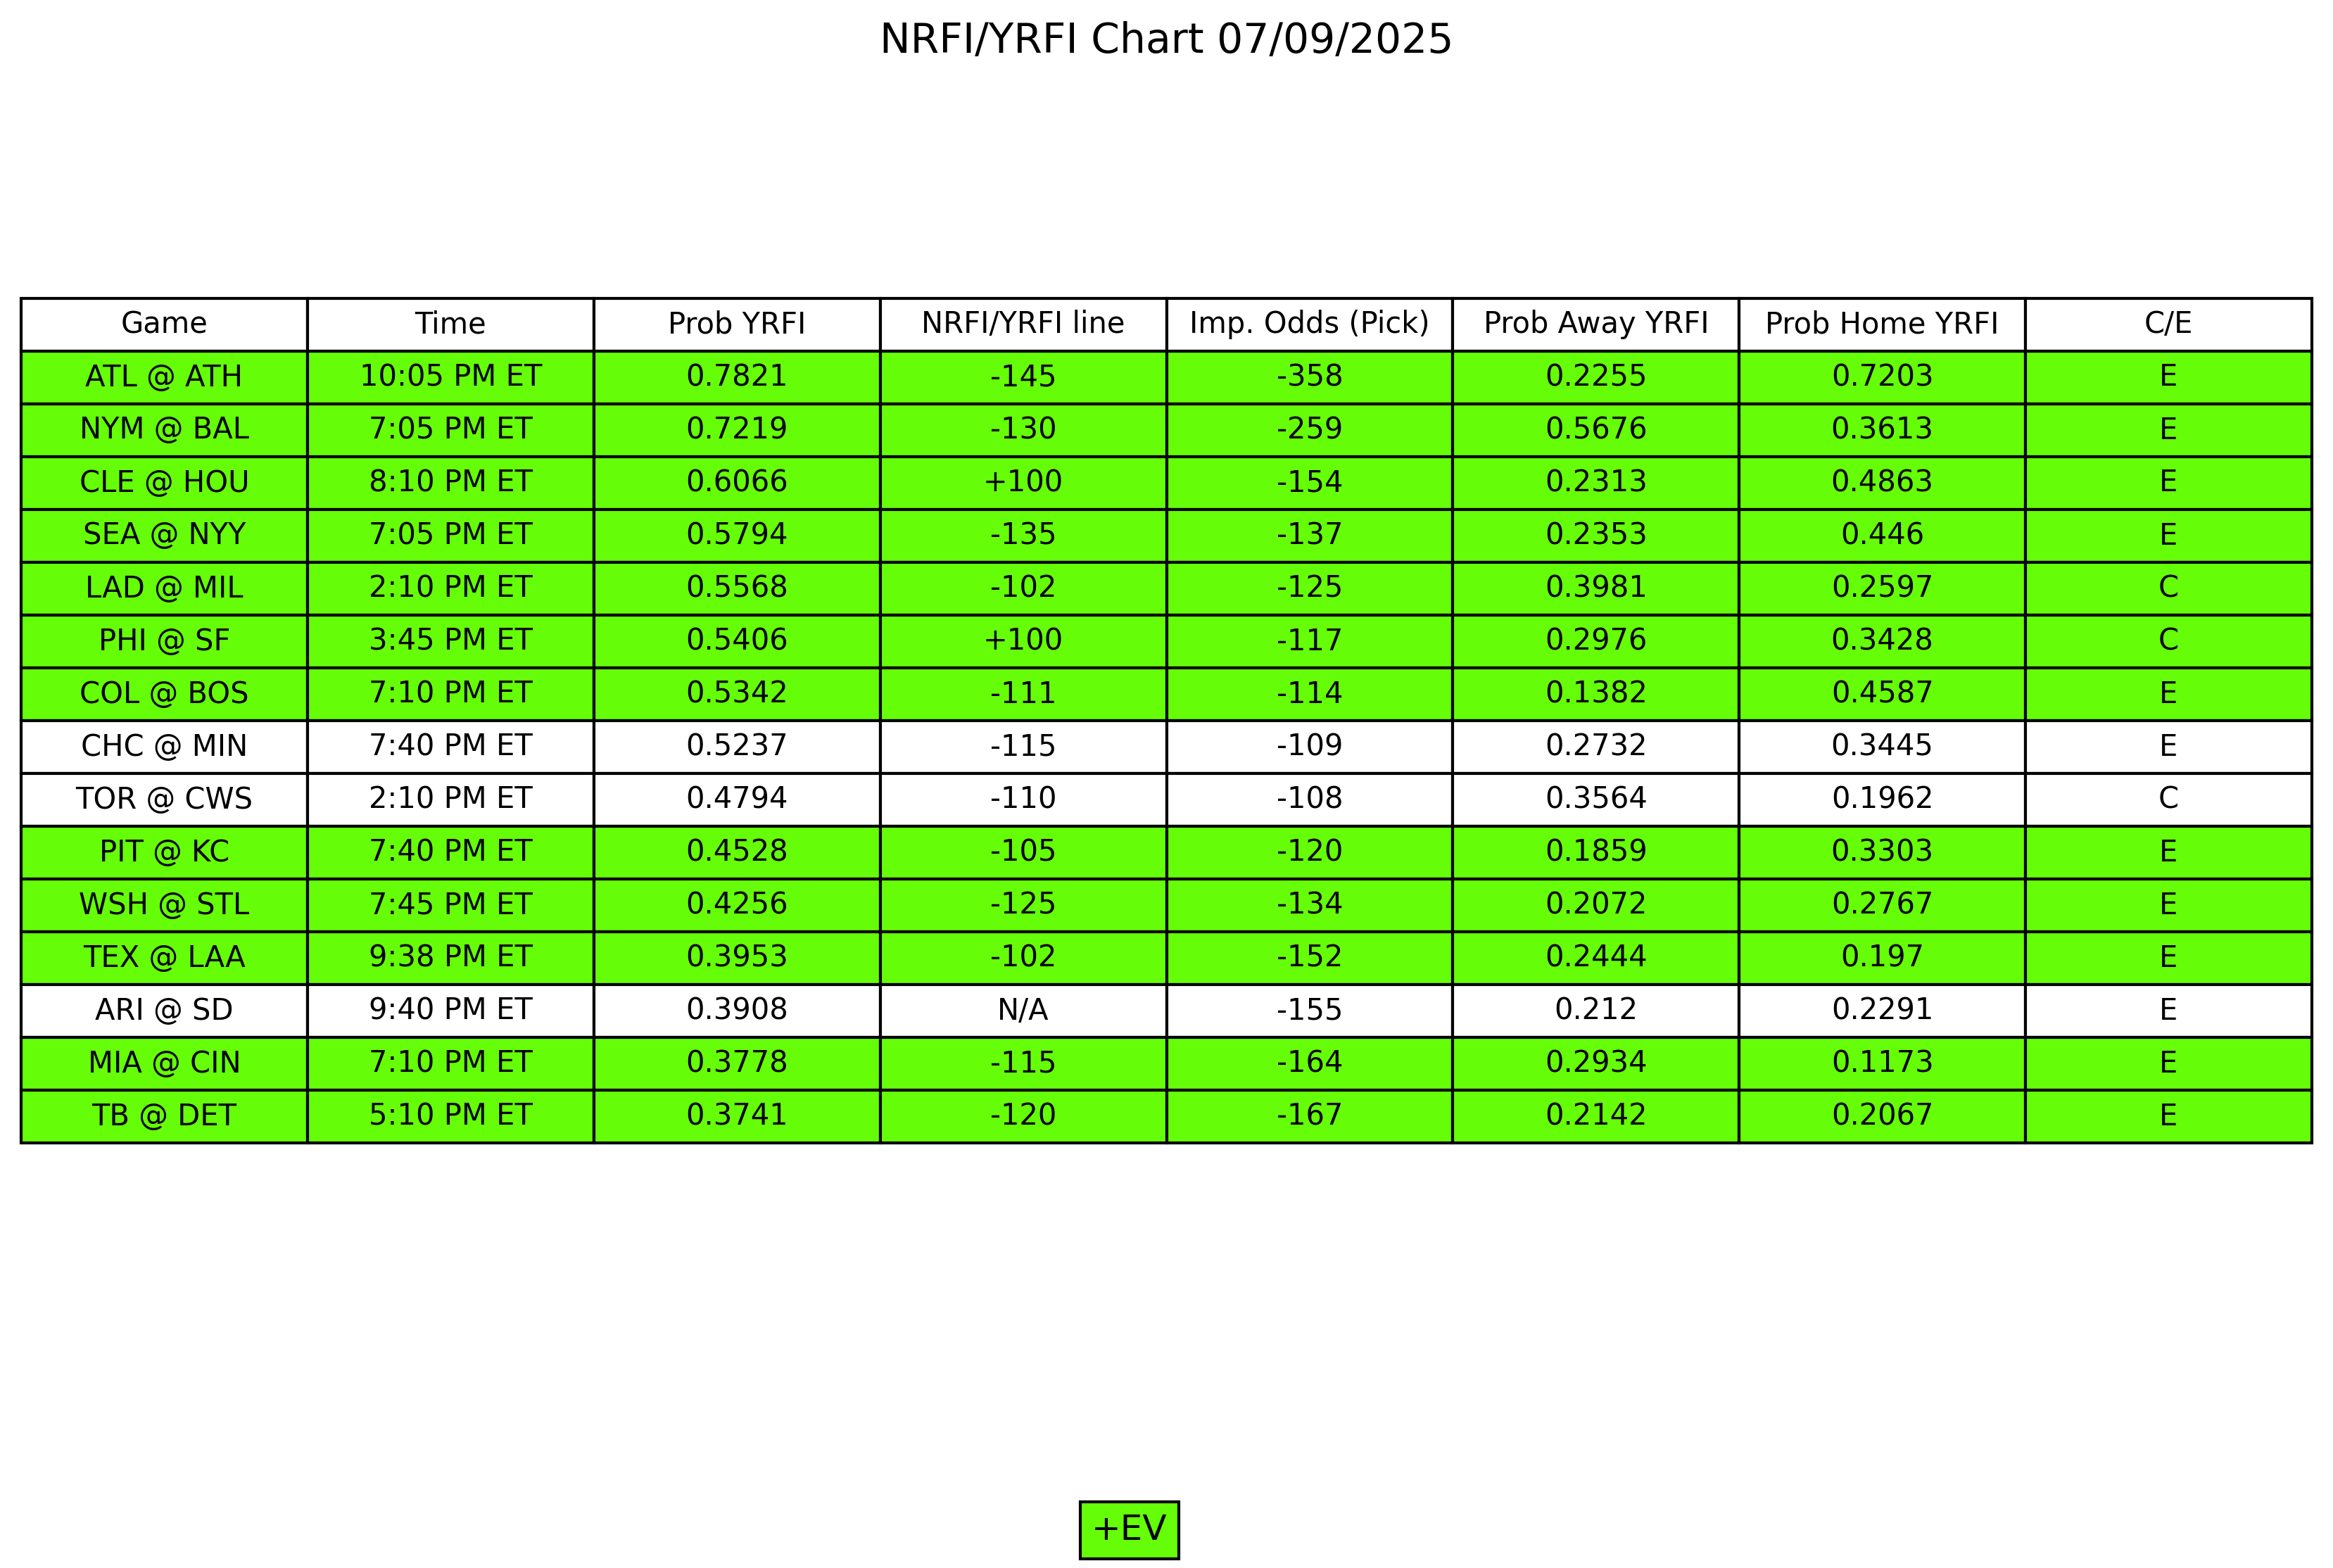 NRFI/YRFI Chart 07/09/2025
Game Time Prob YRFI NRFI/YRFI line Imp. Odds (Pick) Prob Away YRFI Prob Home YRFI C/E
ATL @ ATH 10:05 PM ET 0.7821 -145 -358 0.2255 0.7203 E
NYM @ BAL 7:05 PM ET 0.7219 -130 -259 0.5676 0.3613 E
CLE @ HOU 8:10 PM ET 0.6066 +100 -154 0.2313 0.4863 E
SEA @ NYY 7:05 PM ET 0.5794 -135 -137 0.2353 0.446 E
LAD @ MIL 2:10 PM ET 0.5568 -102 -125 0.3981 0.2597 C
PHI @ SF 3:45 PM ET 0.5406 +100 -117 0.2976 0.3428 C
COL @ BOS 7:10 PM ET 0.5342 -111 -114 0.1382 0.4587 E
CHC @ MIN 7:40 PM ET 0.5237 -115 -109 0.2732 0.3445 E
TOR @ CWS 2:10 PM ET 0.4794 -110 -108 0.3564 0.1962 C
PIT @ KC 7:40 PM ET 0.4528 -105 -120 0.1859 0.3303 E
WSH @ STL 7:45 PM ET 0.4256 -125 -134 0.2072 0.2767 E
TEX @ LAA 9:38 PM ET 0.3953 -102 -152 0.2444 0.197 E
ARI @ SD 9:40 PM ET 0.3908 N/A -155 0.212 0.2291 E
MIA @ CIN 7:10 PM ET 0.3778 -115 -164 0.2934 0.1173 E
TB @ DET 5:10 PM ET 0.3741 -120 -167 0.2142 0.2067 E
+EV